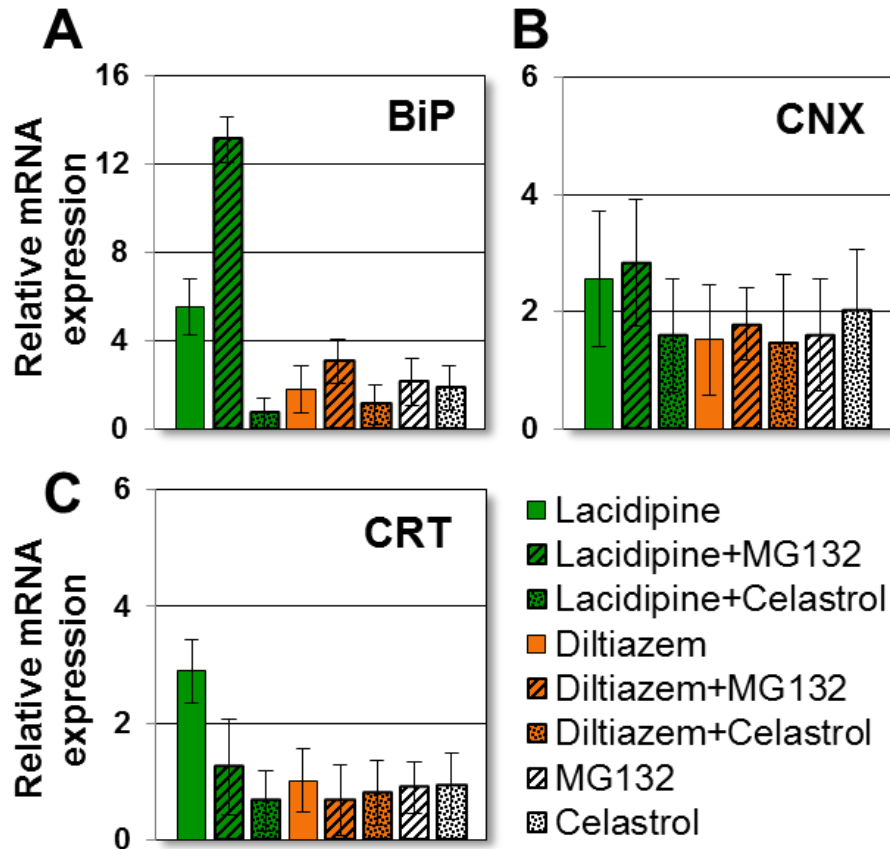 A
Relative mRNA
expression
16
12
8
4
0
BiP
B
6
4
2
0
CNX
C
Relative mRNA
expression
6
4
2
0
CRT
Lacidipine
Lacidipine+MG132
Lacidipine+Celastrol
Diltiazem
Diltiazem+MG132
Diltiazem+Celastrol
MG132
Celastrol